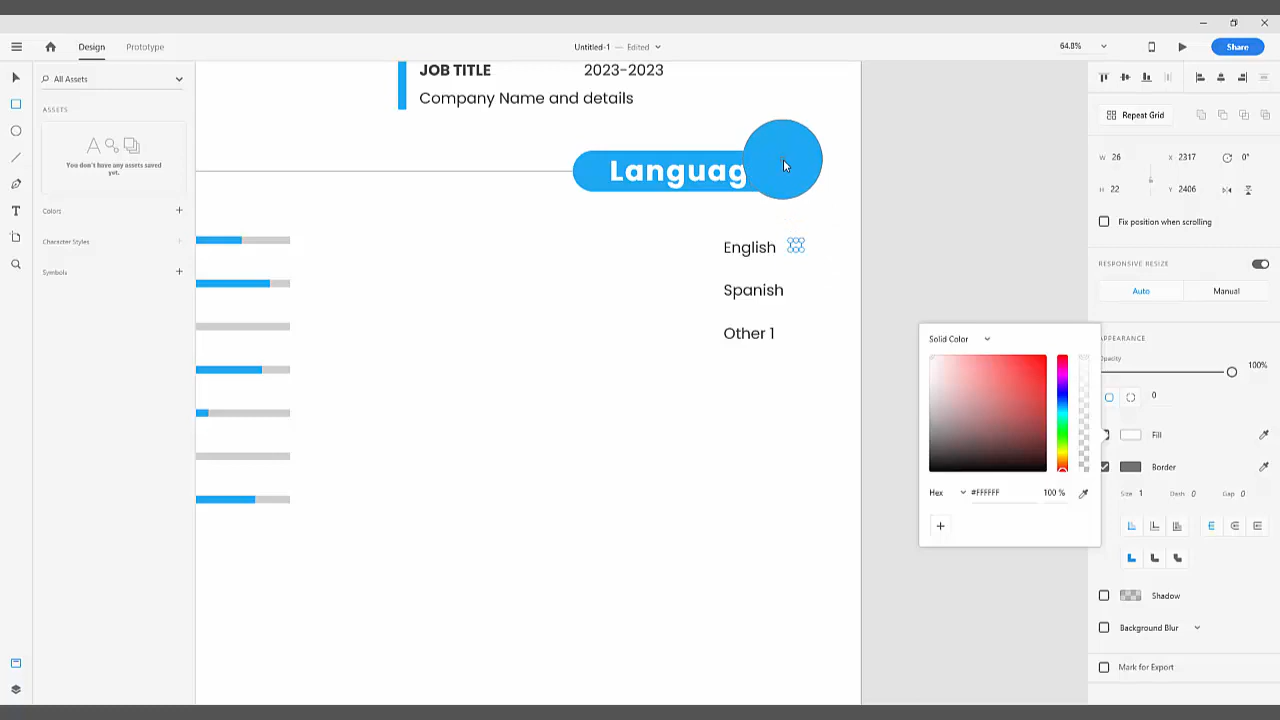 Design
Prototype
Untitled-1 — Edited
64.8%
Share
All Assets
ASSETS
You don't have any assets saved
yet.
Colors
Character Styles
Symbols
JOB TITLE
2023-2023
Company Name and details
Languag
English
Spanish
Other 1
Repeat Grid
W 26
X 2317
0°
H 22
Y 2406
Fix position when scrolling
RESPONSIVE RESIZE
Auto
Manual
APPEARANCE
Opacity
100%
0
Fill
Border
Size 1
Dash 0
Gap 0
Shadow
Background Blur
Mark for Export
Solid Color
Hex
#FFFFFF
100 %